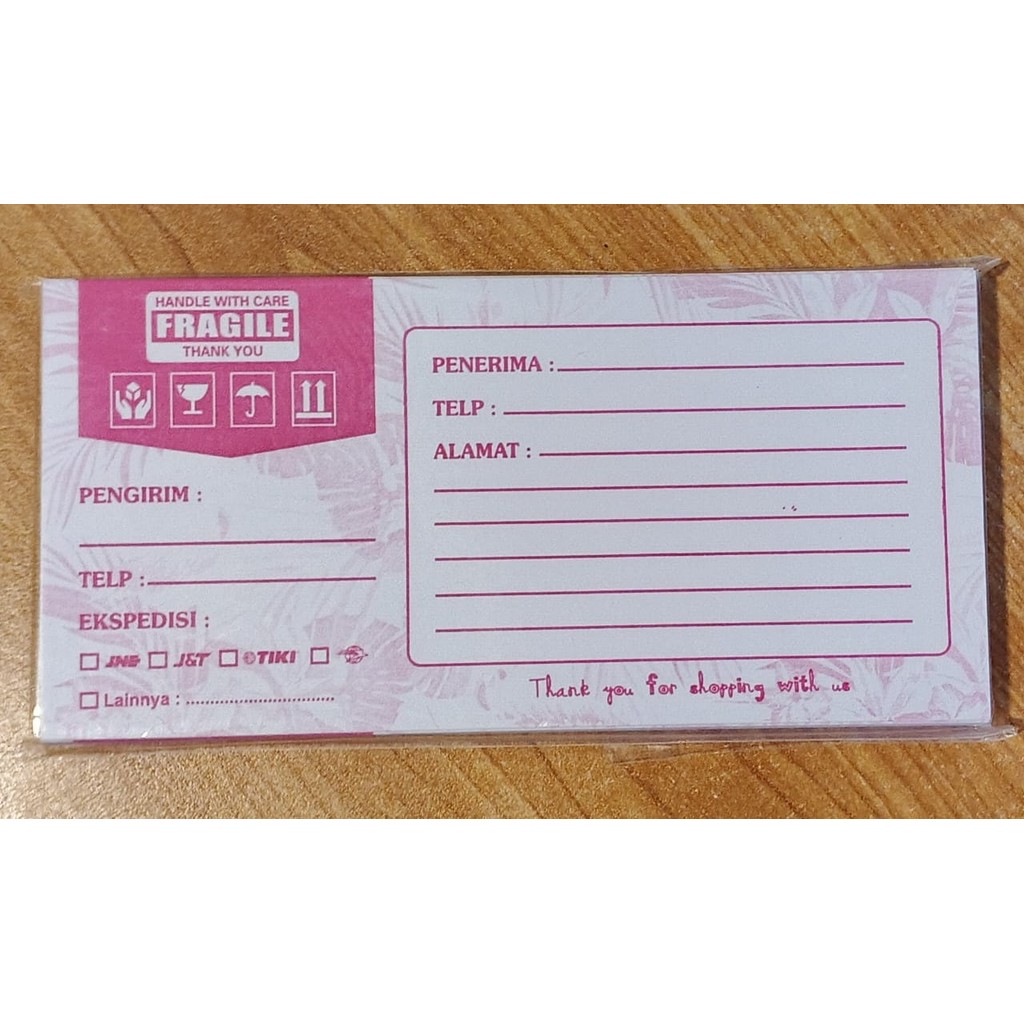 HANDLE WITH CARE
FRAGILE
THANK YOU
PENGIRIM :
TELP :
EKSPEDISI :
JNE J&T TIKI
Lainnya : ....................................
PENERIMA :
TELP :
ALAMAT :
Thank you for shopping with us